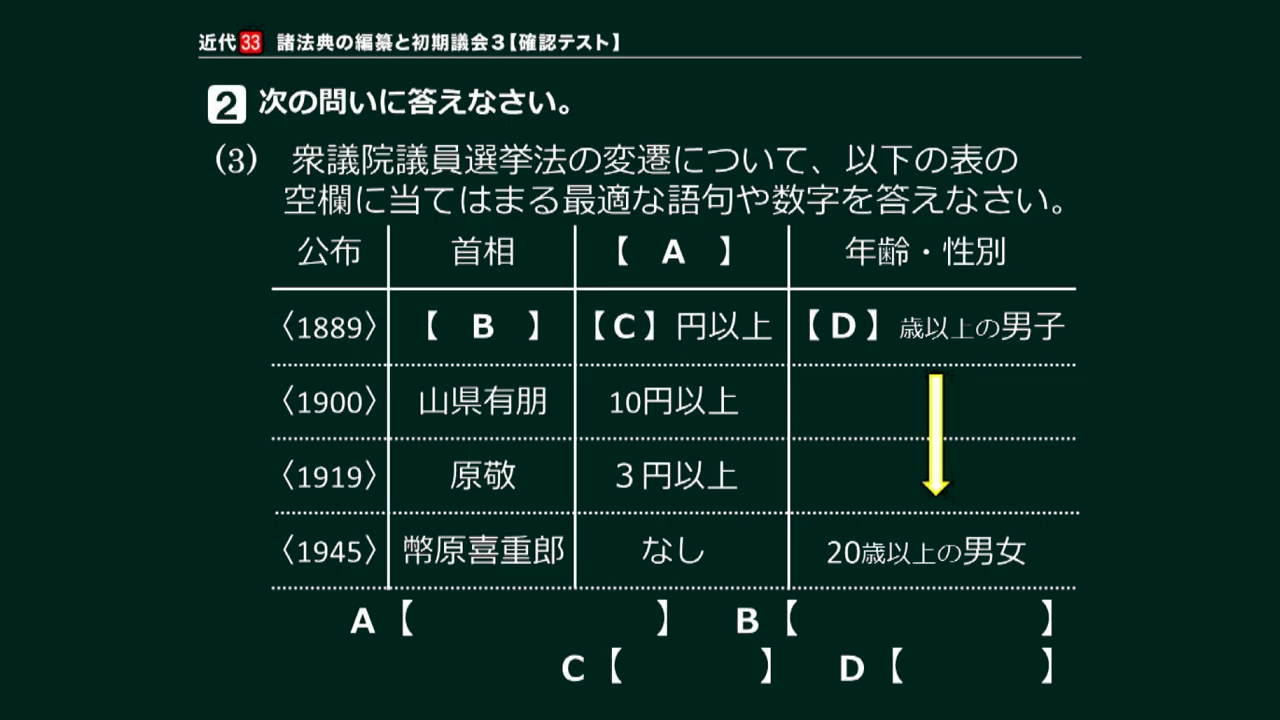 近代33 諸法典の編纂と初期議会3【確認テスト】
2 次の問いに答えなさい。
(3) 衆議院議員選挙法の変遷について、以下の表の
空欄に当てはまる最適な語句や数字を答えなさい。
公布 首相 【 A 】 年齢・性別
〈1889〉 【 B 】 【C】円以上 【D】歳以上の男子
〈1900〉 山県有朋 10円以上
〈1919〉 原敬 3円以上
〈1945〉 幣原喜重郎 なし 20歳以上の男女
A【 】 B【 】
C【 】 D【 】